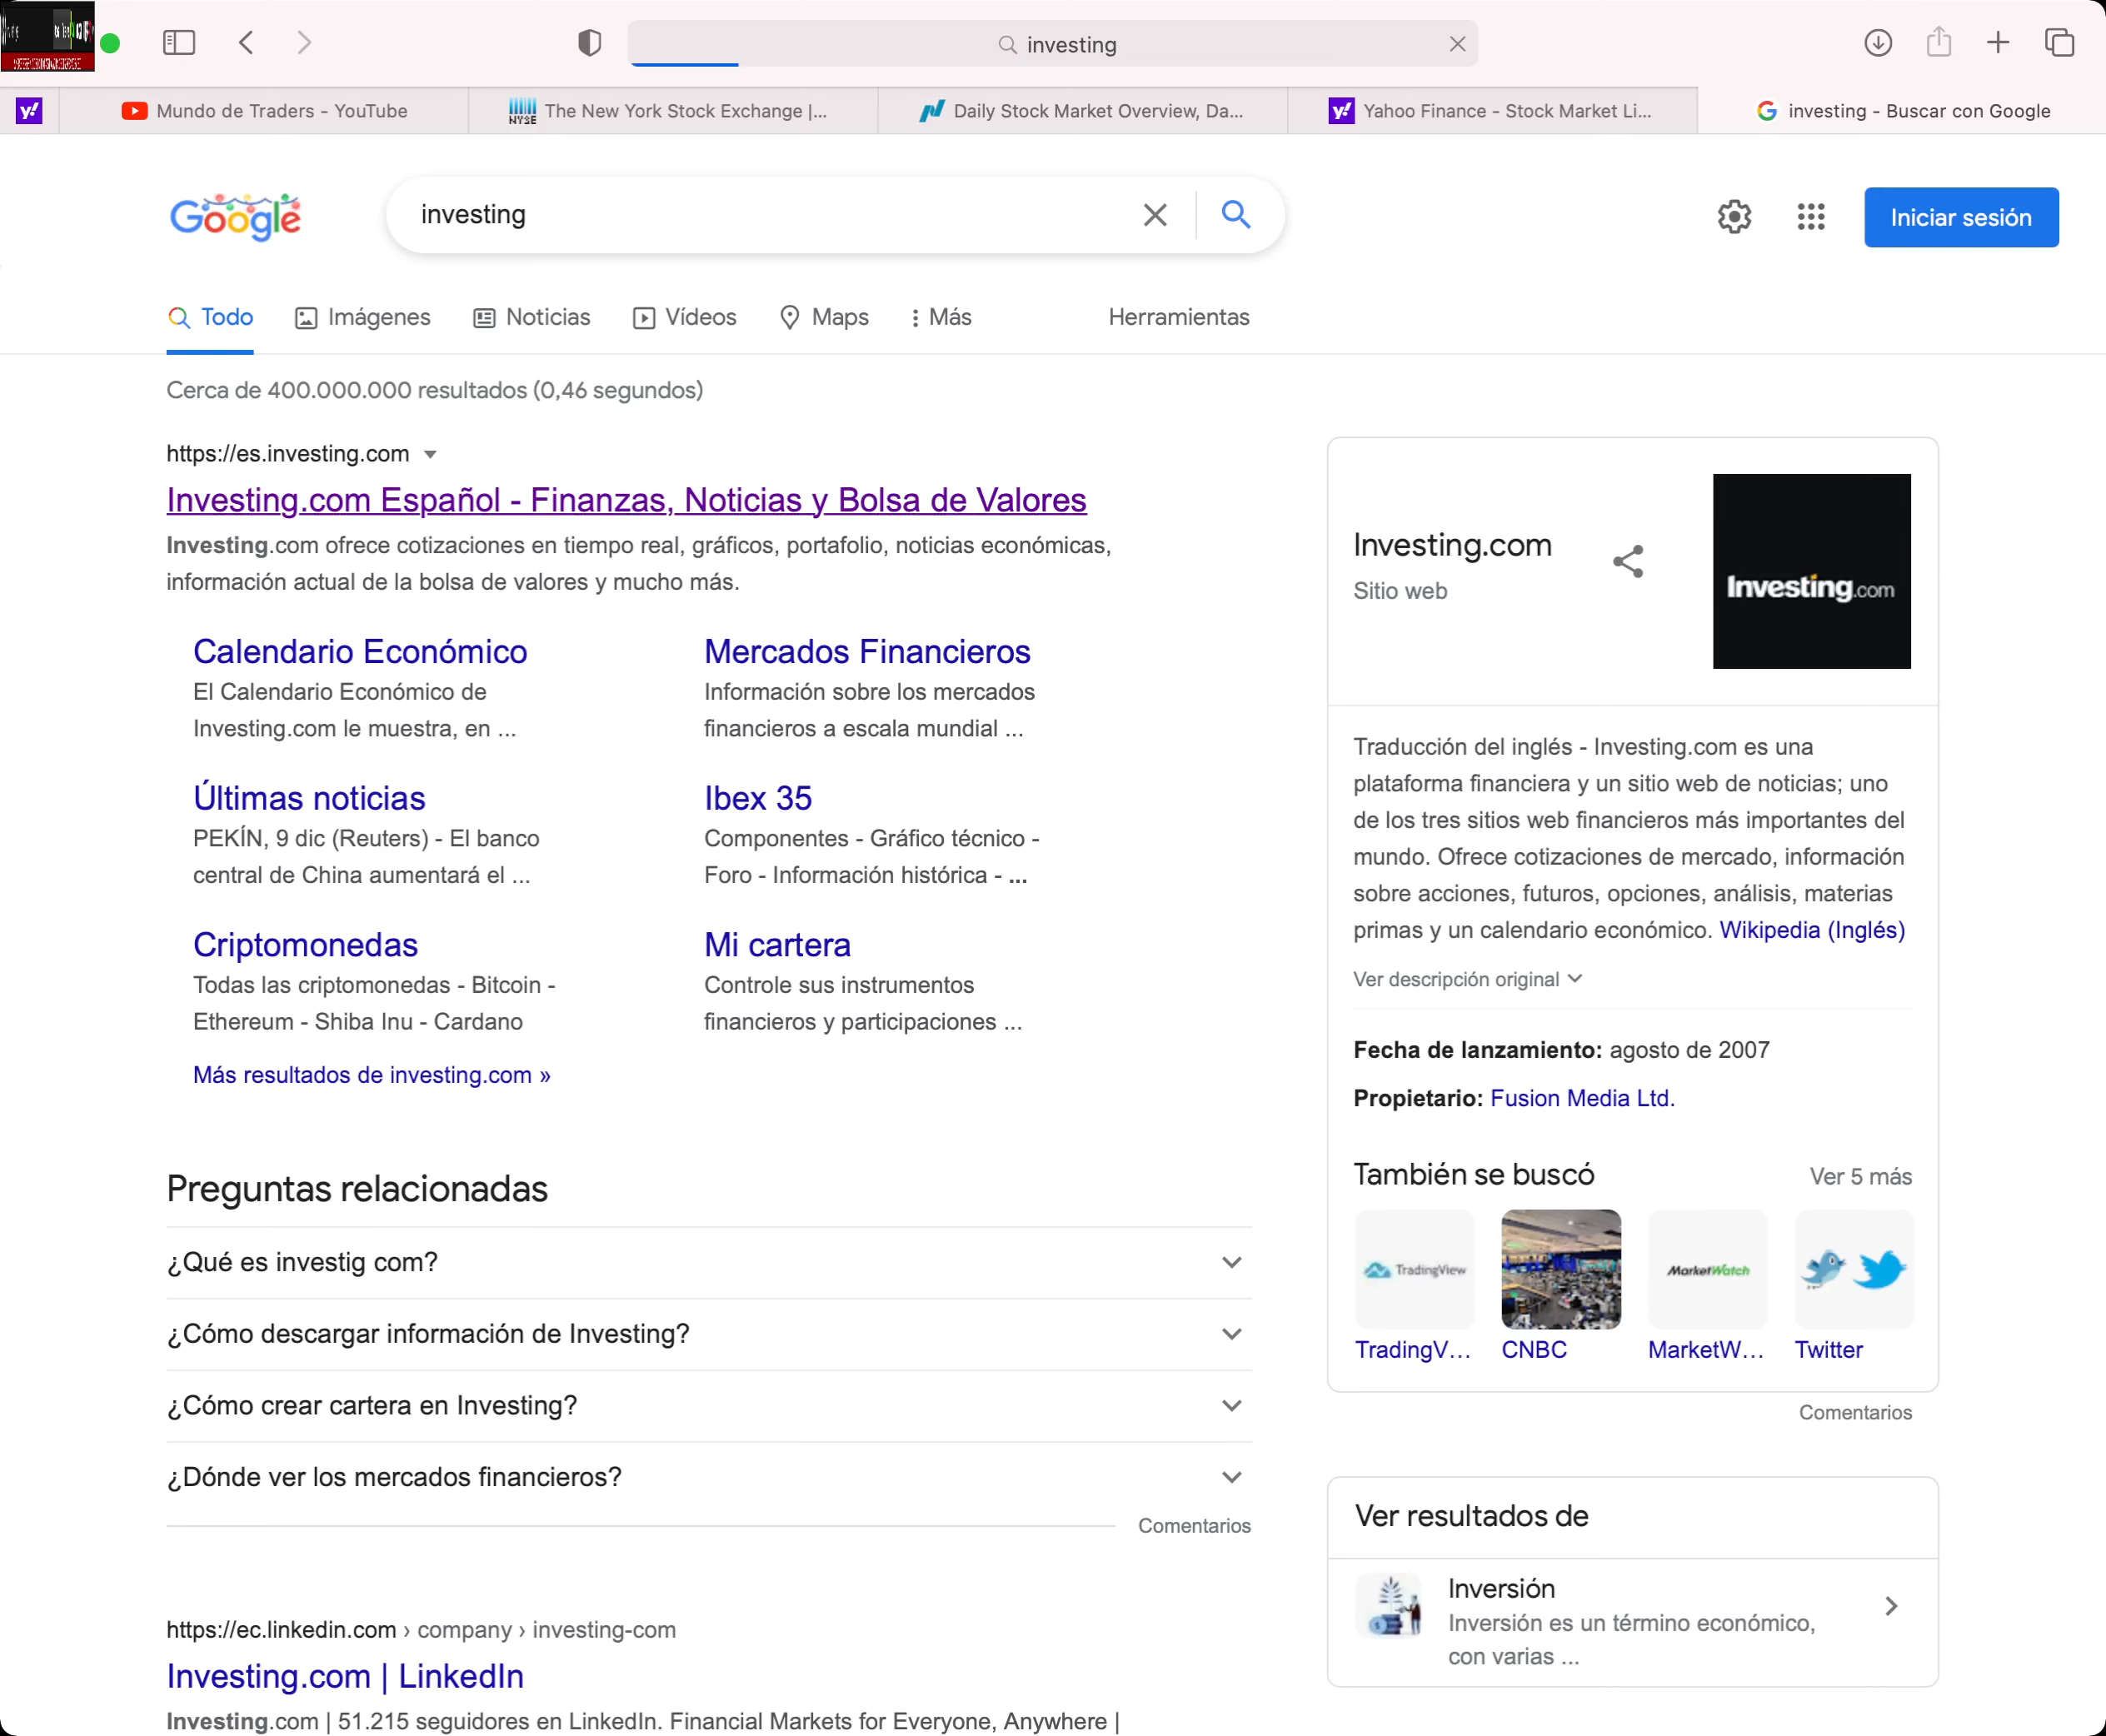 investing
Mundo de Traders - YouTube
NYSE
The New York Stock Exchange |...
Daily Stock Market Overview, Da...
y!
Yahoo Finance - Stock Market Li...
investing - Buscar con Google
Google
investing
Iniciar sesión
Todo
Imágenes
Noticias
Vídeos
Maps
Más
Herramientas
Cerca de 400.000.000 resultados (0,46 segundos)
https://es.investing.com
Investing.com Español - Finanzas, Noticias y Bolsa de Valores
Investing.com ofrece cotizaciones en tiempo real, gráficos, portafolio, noticias económicas,
información actual de la bolsa de valores y mucho más.
Calendario Económico
El Calendario Económico de
Investing.com le muestra, en ...
Mercados Financieros
Información sobre los mercados
financieros a escala mundial ...
Últimas noticias
PEKÍN, 9 dic (Reuters) - El banco
central de China aumentará el ...
Ibex 35
Componentes - Gráfico técnico -
Foro - Información histórica - ...
Criptomonedas
Todas las criptomonedas - Bitcoin -
Ethereum - Shiba Inu - Cardano
Mi cartera
Controle sus instrumentos
financieros y participaciones ...
Más resultados de investing.com »
Preguntas relacionadas
¿Qué es investig com?
¿Cómo descargar información de Investing?
¿Cómo crear cartera en Investing?
¿Dónde ver los mercados financieros?
Comentarios
https://ec.linkedin.com › company › investing-com
Investing.com | LinkedIn
Investing.com | 51.215 seguidores en LinkedIn. Financial Markets for Everyone, Anywhere |
Investing.com
Sitio web
Investing.com
Traducción del inglés - Investing.com es una
plataforma financiera y un sitio web de noticias; uno
de los tres sitios web financieros más importantes del
mundo. Ofrece cotizaciones de mercado, información
sobre acciones, futuros, opciones, análisis, materias
primas y un calendario económico. Wikipedia (Inglés)
Ver descripción original
Fecha de lanzamiento: agosto de 2007
Propietario: Fusion Media Ltd.
También se buscó
Ver 5 más
TradingView
MarketWatch
TradingV...
CNBC
MarketW...
Twitter
Comentarios
Ver resultados de
Inversión
Inversión es un término económico,
con varias ...